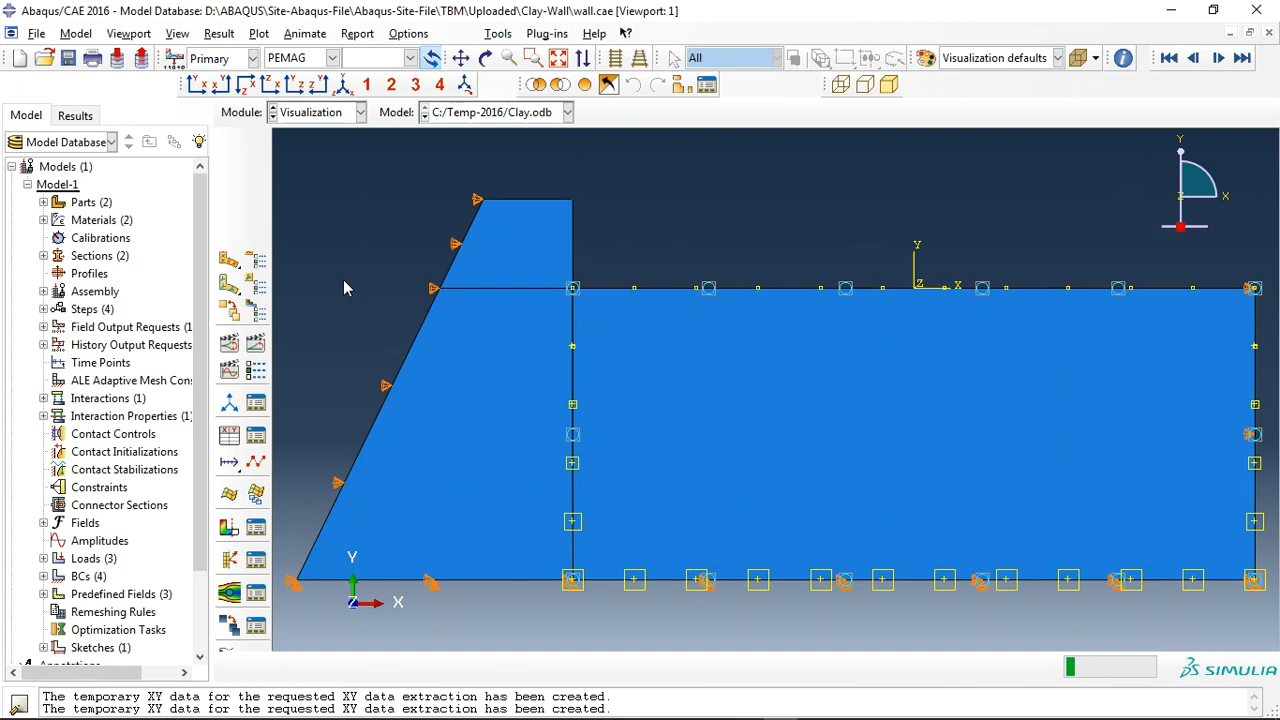 Abaqus/CAE 2016 - Model Database: D:\ABAQUS\Site-Abaqus-File\Abaqus-Site-File\TBM\Uploaded\Clay-Wall\wall.cae [Viewport: 1]
File Model Viewport View Result Plot Animate Report Options Tools Plug-ins Help
Primary PEMAG All Visualization defaults
1 2 3 4
Model Results Module: Visualization Model: C:/Temp-2016/Clay.odb
Model Database
Models (1)
Model-1
Parts (2)
Materials (2)
Calibrations
Sections (2)
Profiles
Assembly
Steps (4)
Field Output Requests (1
History Output Requests
Time Points
ALE Adaptive Mesh Con
Interactions (1)
Interaction Properties (1)
Contact Controls
Contact Initializations
Contact Stabilizations
Constraints
Connector Sections
Fields
Amplitudes
Loads (3)
BCs (4)
Predefined Fields (3)
Remeshing Rules
Optimization Tasks
Sketches (1)
Y
Z X
Y
Z X
Y
Z X
SIMULIA
The temporary XY data for the requested XY data extraction has been created.
The temporary XY data for the requested XY data extraction has been created.